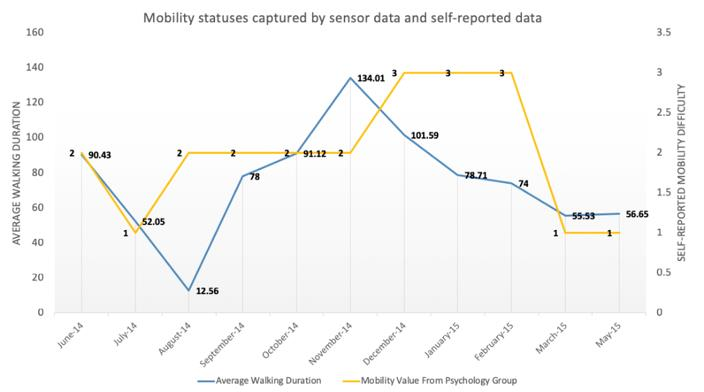 Mobility statuses captured by sensor data and self-reported data
160
140
120
100
80
60
40
20
0
AVERAGE WALKING DURATION
3.5
3
2.5
2
1.5
1
0.5
0
SELF-REPORTED MOBILITY DIFFICULTY
2
90.43
1
52.05
2
12.56
2
78
2
91.12
2
134.01
3
101.59
3
78.71
3
74
1
55.53
1
56.65
June-14
July-14
August-14
September-14
October-14
November-14
December-14
January-15
February-15
March-15
May-15
Average Walking Duration
Mobility Value From Psychology Group